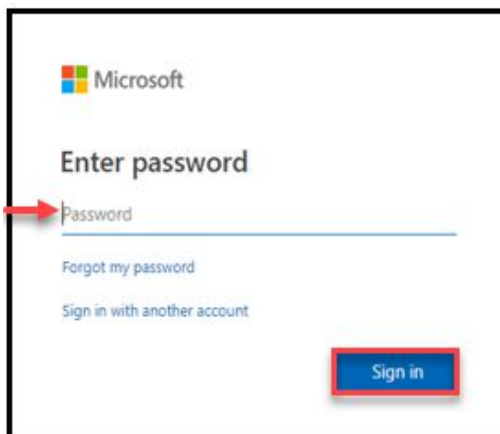 Microsoft
Enter password
Password
Forgot my password
Sign in with another account
Sign in